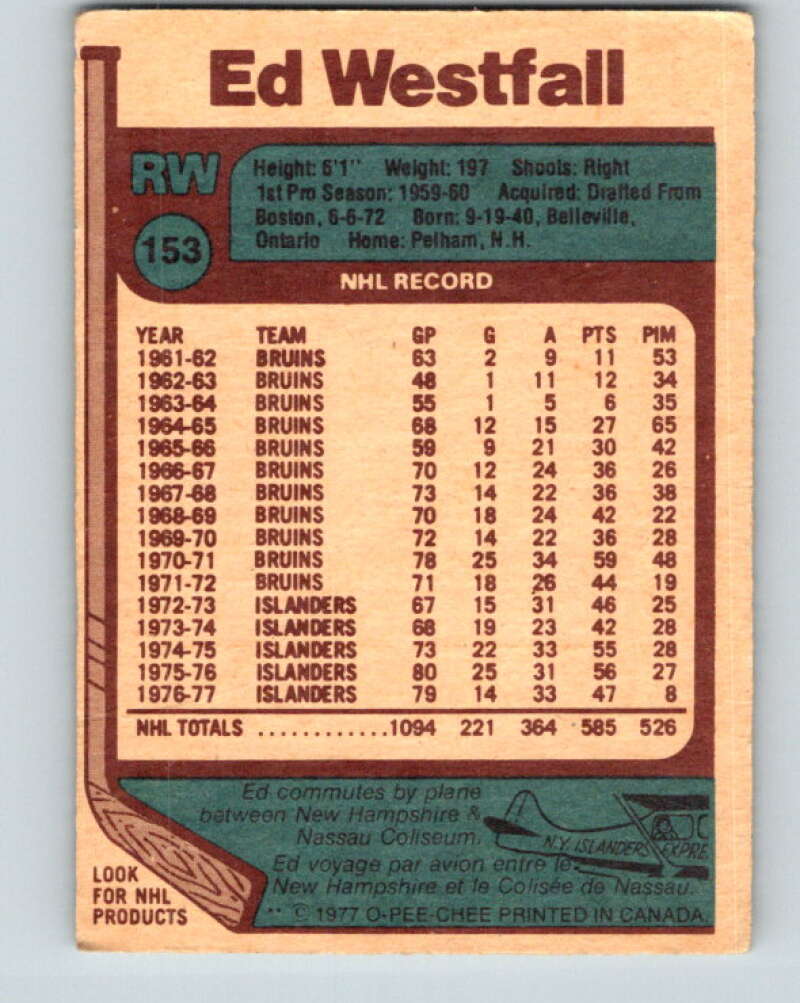 Ed Westfall
RW
153
Height: 6'1" Weight: 197 Shoots: Right
1st Pro Season: 1959-60 Acquired: Drafted From
Boston, 6-6-72 Born: 9-19-40, Belleville,
Ontario Home: Pelham, N.H.
NHL RECORD
YEAR TEAM GP G A PTS PIM
1961-62 BRUINS 63 2 9 11 53
1962-63 BRUINS 48 1 11 12 34
1963-64 BRUINS 55 1 5 6 35
1964-65 BRUINS 68 12 15 27 65
1965-66 BRUINS 59 9 21 30 42
1966-67 BRUINS 70 12 24 36 26
1967-68 BRUINS 73 14 22 36 38
1968-69 BRUINS 70 18 24 42 22
1969-70 BRUINS 72 14 22 36 28
1970-71 BRUINS 78 25 34 59 48
1971-72 BRUINS 71 18 26 44 19
1972-73 ISLANDERS 67 15 31 46 25
1973-74 ISLANDERS 68 19 23 42 28
1974-75 ISLANDERS 73 22 33 55 28
1975-76 ISLANDERS 80 25 31 56 27
1976-77 ISLANDERS 79 14 33 47 8
NHL TOTALS ............1094 221 364 585 526
Ed commutes by plane
between New Hampshire &
Nassau Coliseum.
N.Y. ISLANDERS EXPRE
Ed voyage par avion entre le
New Hampshire et le Colisée de Nassau.
** © 1977 O-PEE-CHEE PRINTED IN CANADA.
LOOK
FOR NHL
PRODUCTS